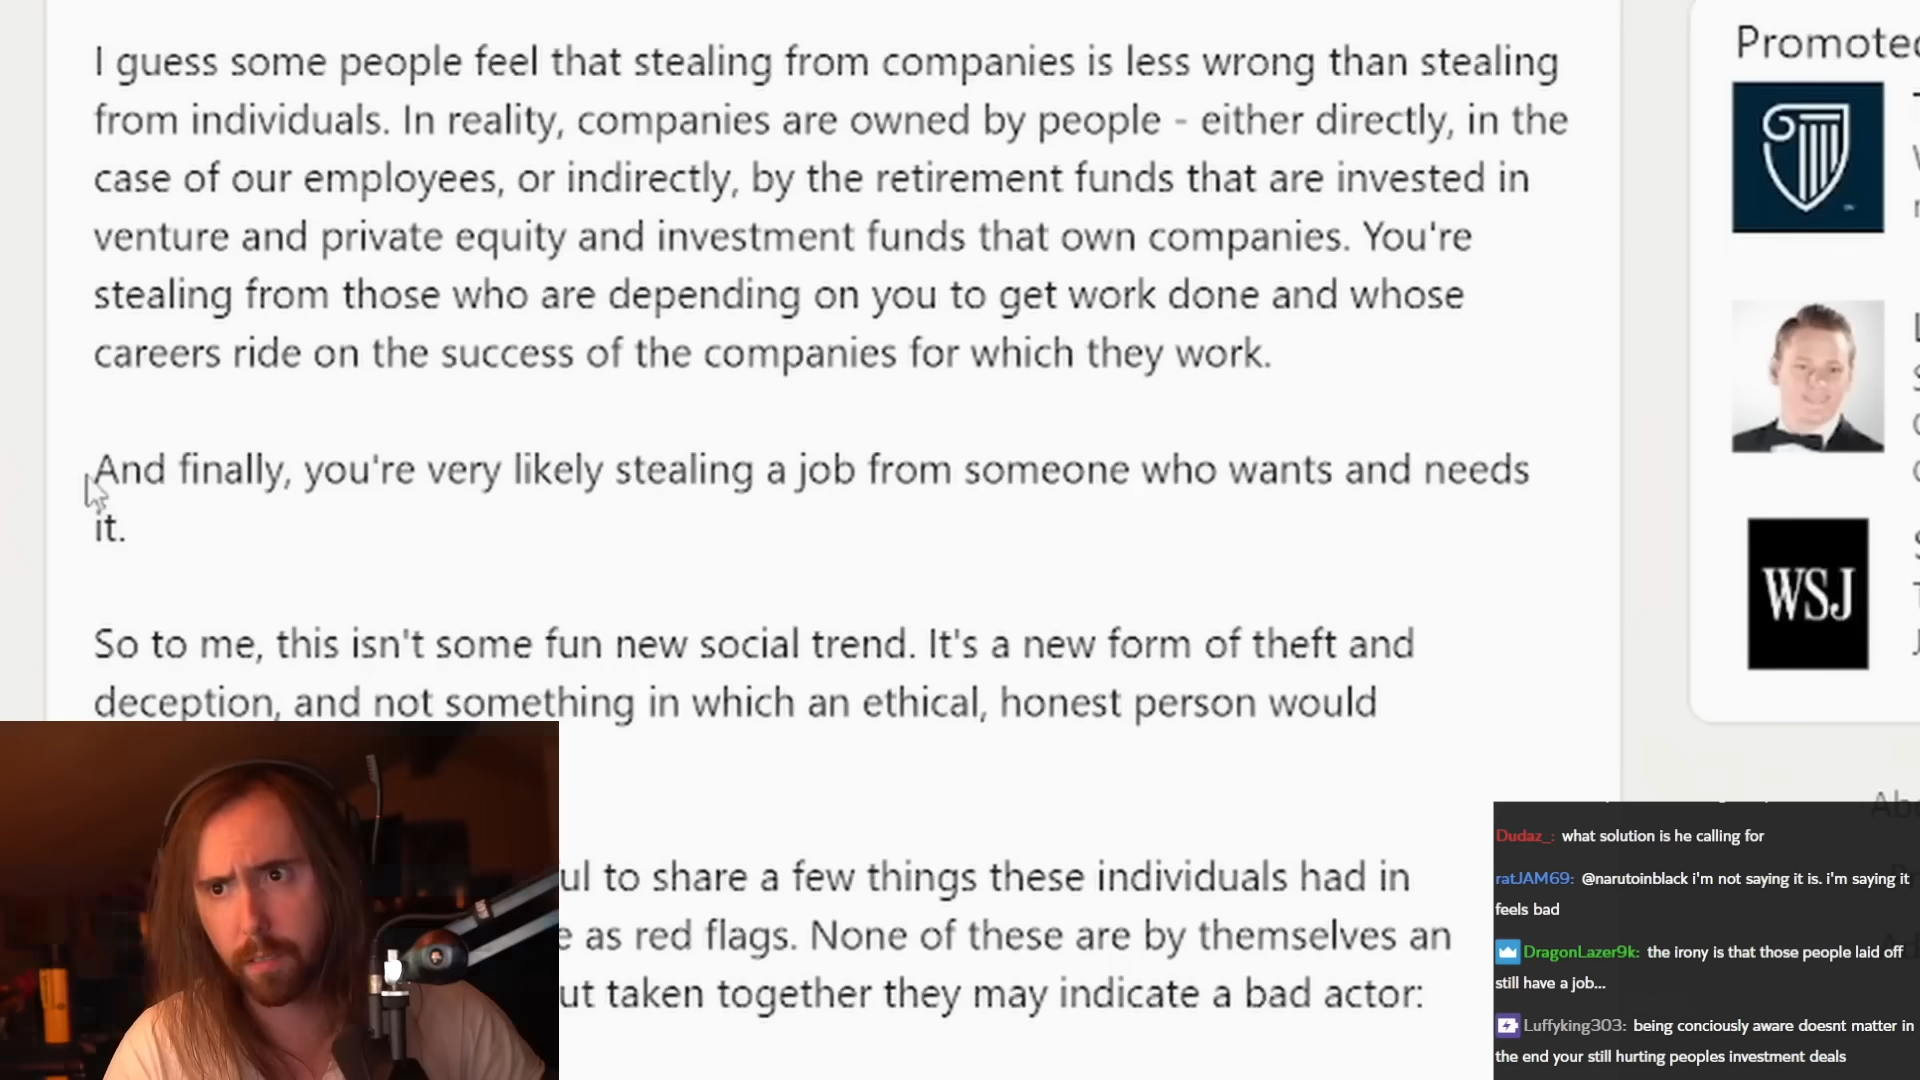 I guess some people feel that stealing from companies is less wrong than stealing
from individuals. In reality, companies are owned by people - either directly, in the
case of our employees, or indirectly, by the retirement funds that are invested in
venture and private equity and investment funds that own companies. You're
stealing from those who are depending on you to get work done and whose
careers ride on the success of the companies for which they work.
And finally, you're very likely stealing a job from someone who wants and needs
it.
So to me, this isn't some fun new social trend. It's a new form of theft and
deception, and not something in which an ethical, honest person would
to share a few things these individuals had in
as red flags. None of these are by themselves an
taken together they may indicate a bad actor:
Promoted
WSJ
Dudaz_: what solution is he calling for
ratJAM69: @narutoinblack i'm not saying it is. i'm saying it
feels bad
DragonLazer9k: the irony is that those people laid off
still have a job...
Luffyking303: being conciously aware doesnt matter in
the end your still hurting peoples investment deals